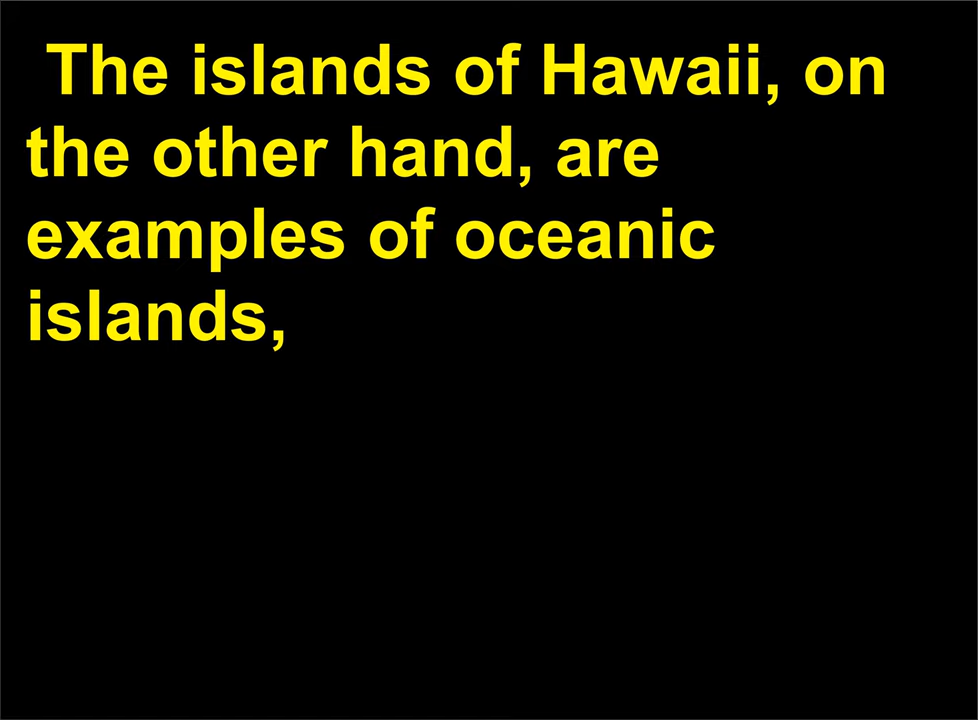 The islands of Hawaii, on
the other hand, are
examples of oceanic
islands,